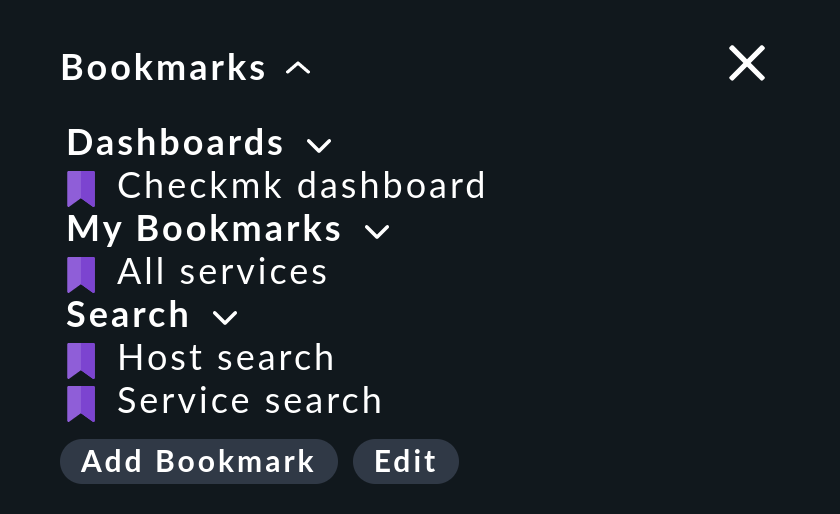 Bookmarks
Dashboards
Checkmk dashboard
My Bookmarks
All services
Search
Host search
Service search
Add Bookmark Edit